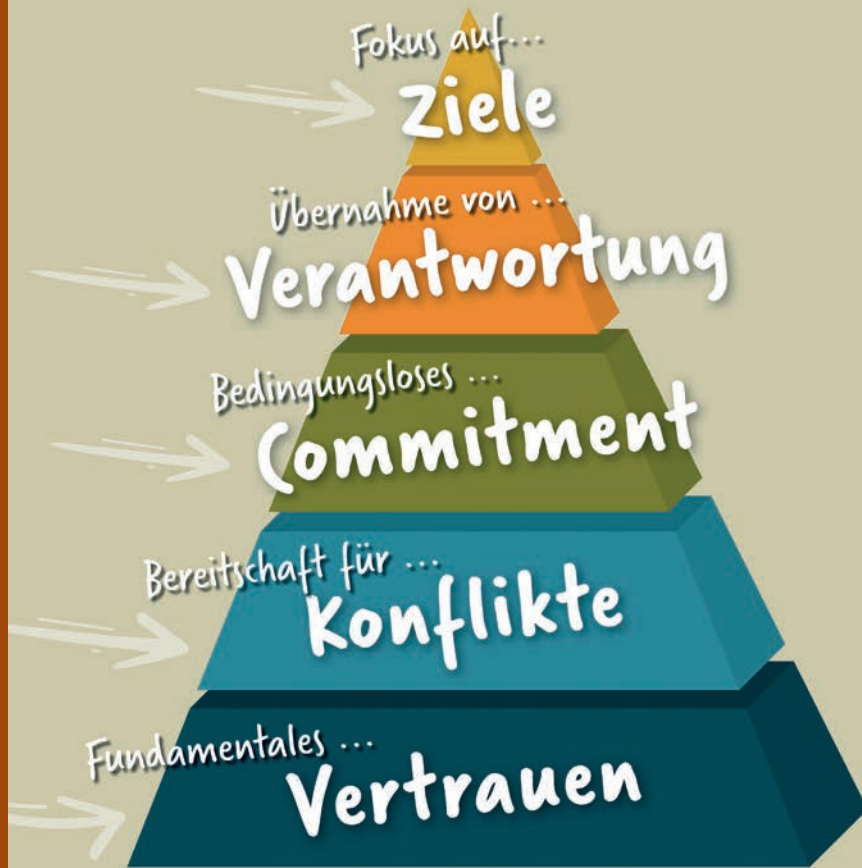 Fokus auf...
Ziele
Übernahme von ...
Verantwortung
Bedingungsloses ...
Commitment
Bereitschaft für ...
Konflikte
Fundamentales ...
Vertrauen